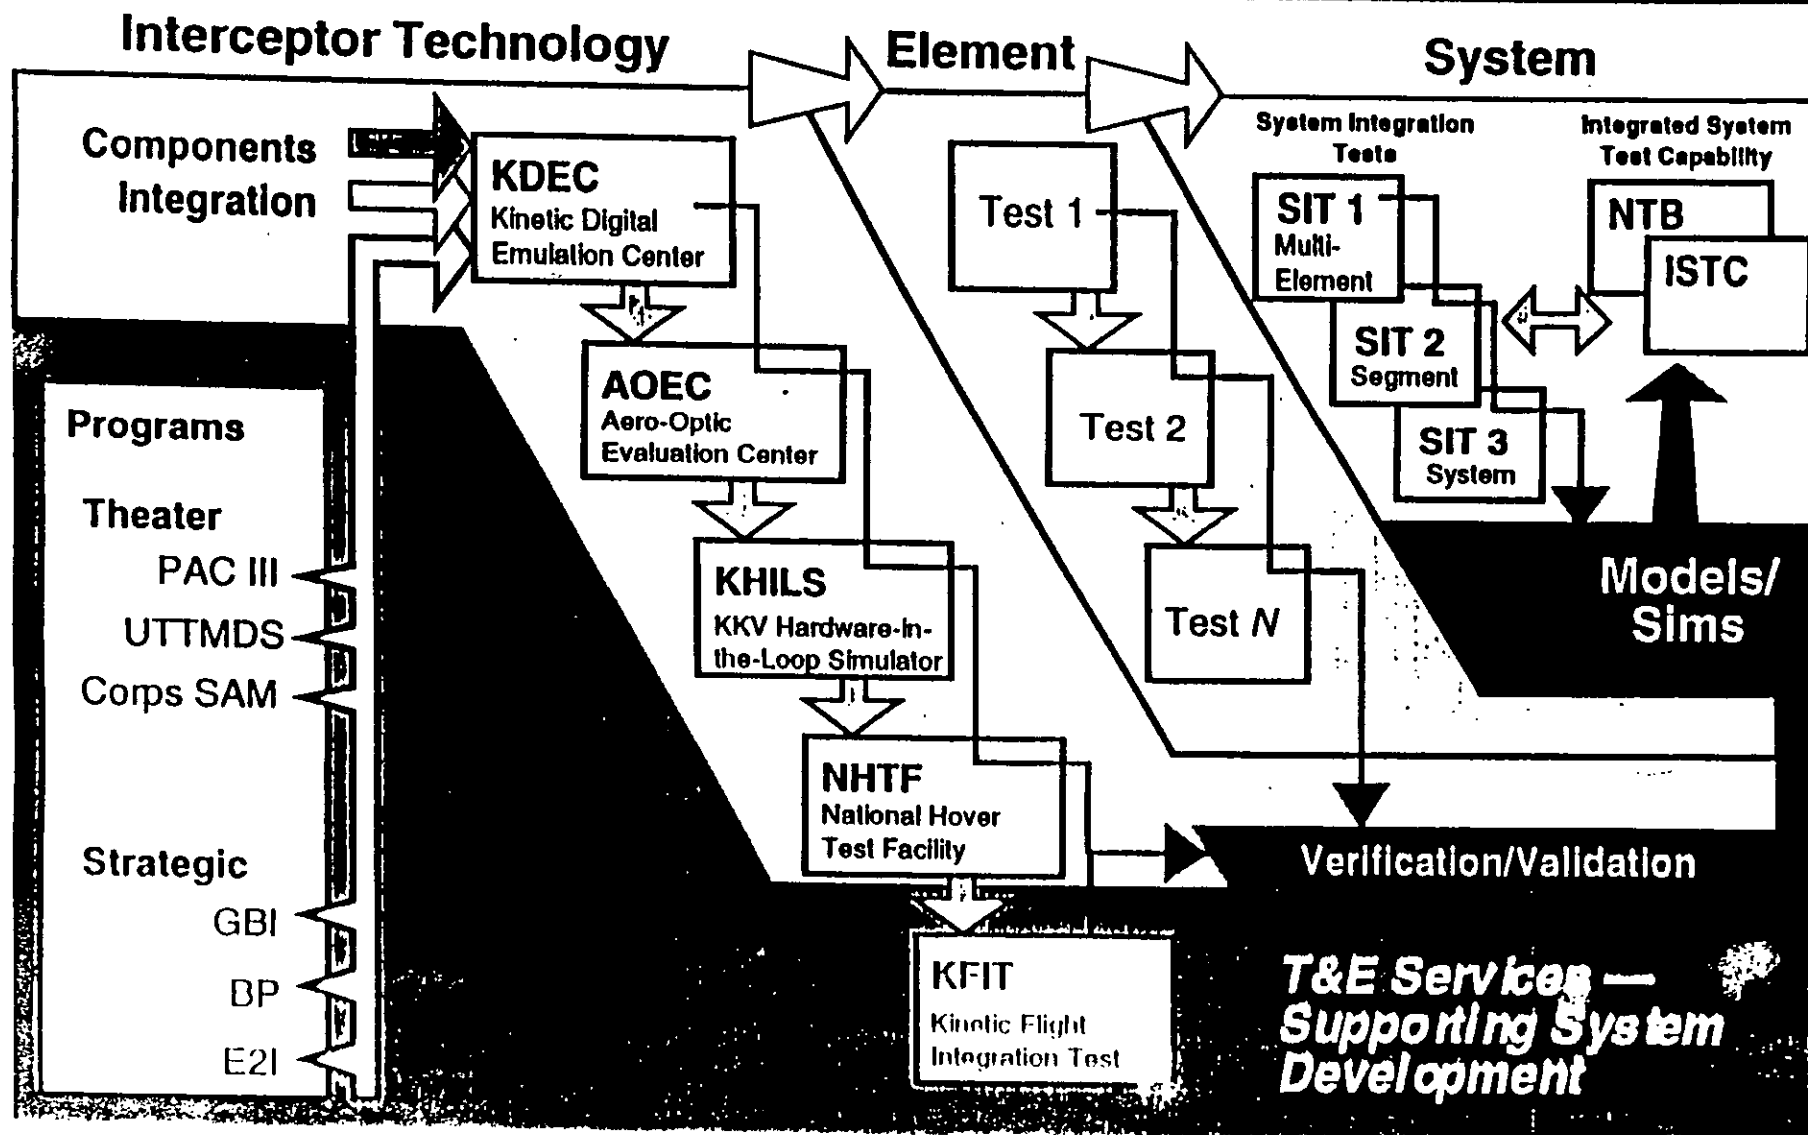 Interceptor Technology
Element
System
Components
Integration
KDEC
Kinetic Digital
Emulation Center
AOEC
Aero-Optic
Evaluation Center
KHILS
KKV Hardware-in-
the-Loop Simulator
NHTF
National Hover
Test Facility
KFIT
Kinetic Flight
Integration Test
Programs
Theater
PAC III
UTTMDS
Corps SAM
Strategic
GBI
BP
E2I
Test 1
Test 2
Test N
System Integration
Tests
SIT 1
Multi-
Element
SIT 2
Segment
SIT 3
System
Integrated System
Test Capability
NTB
ISTC
Models/
Sims
Verification/Validation
T&E Services —
Supporting System
Development